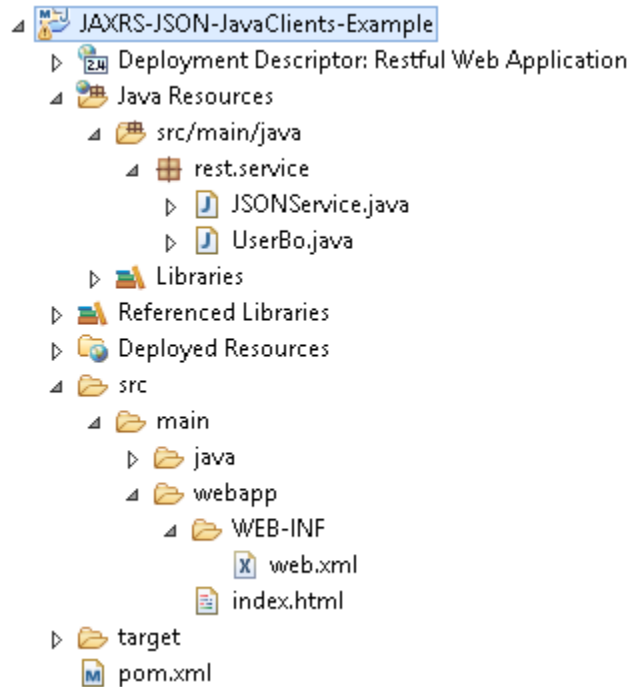 JAXRS-JSON-JavaClients-Example
Deployment Descriptor: Restful Web Application
Java Resources
src/main/java
rest.service
JSONService.java
UserBo.java
Libraries
Referenced Libraries
Deployed Resources
src
main
java
webapp
WEB-INF
web.xml
index.html
target
pom.xml